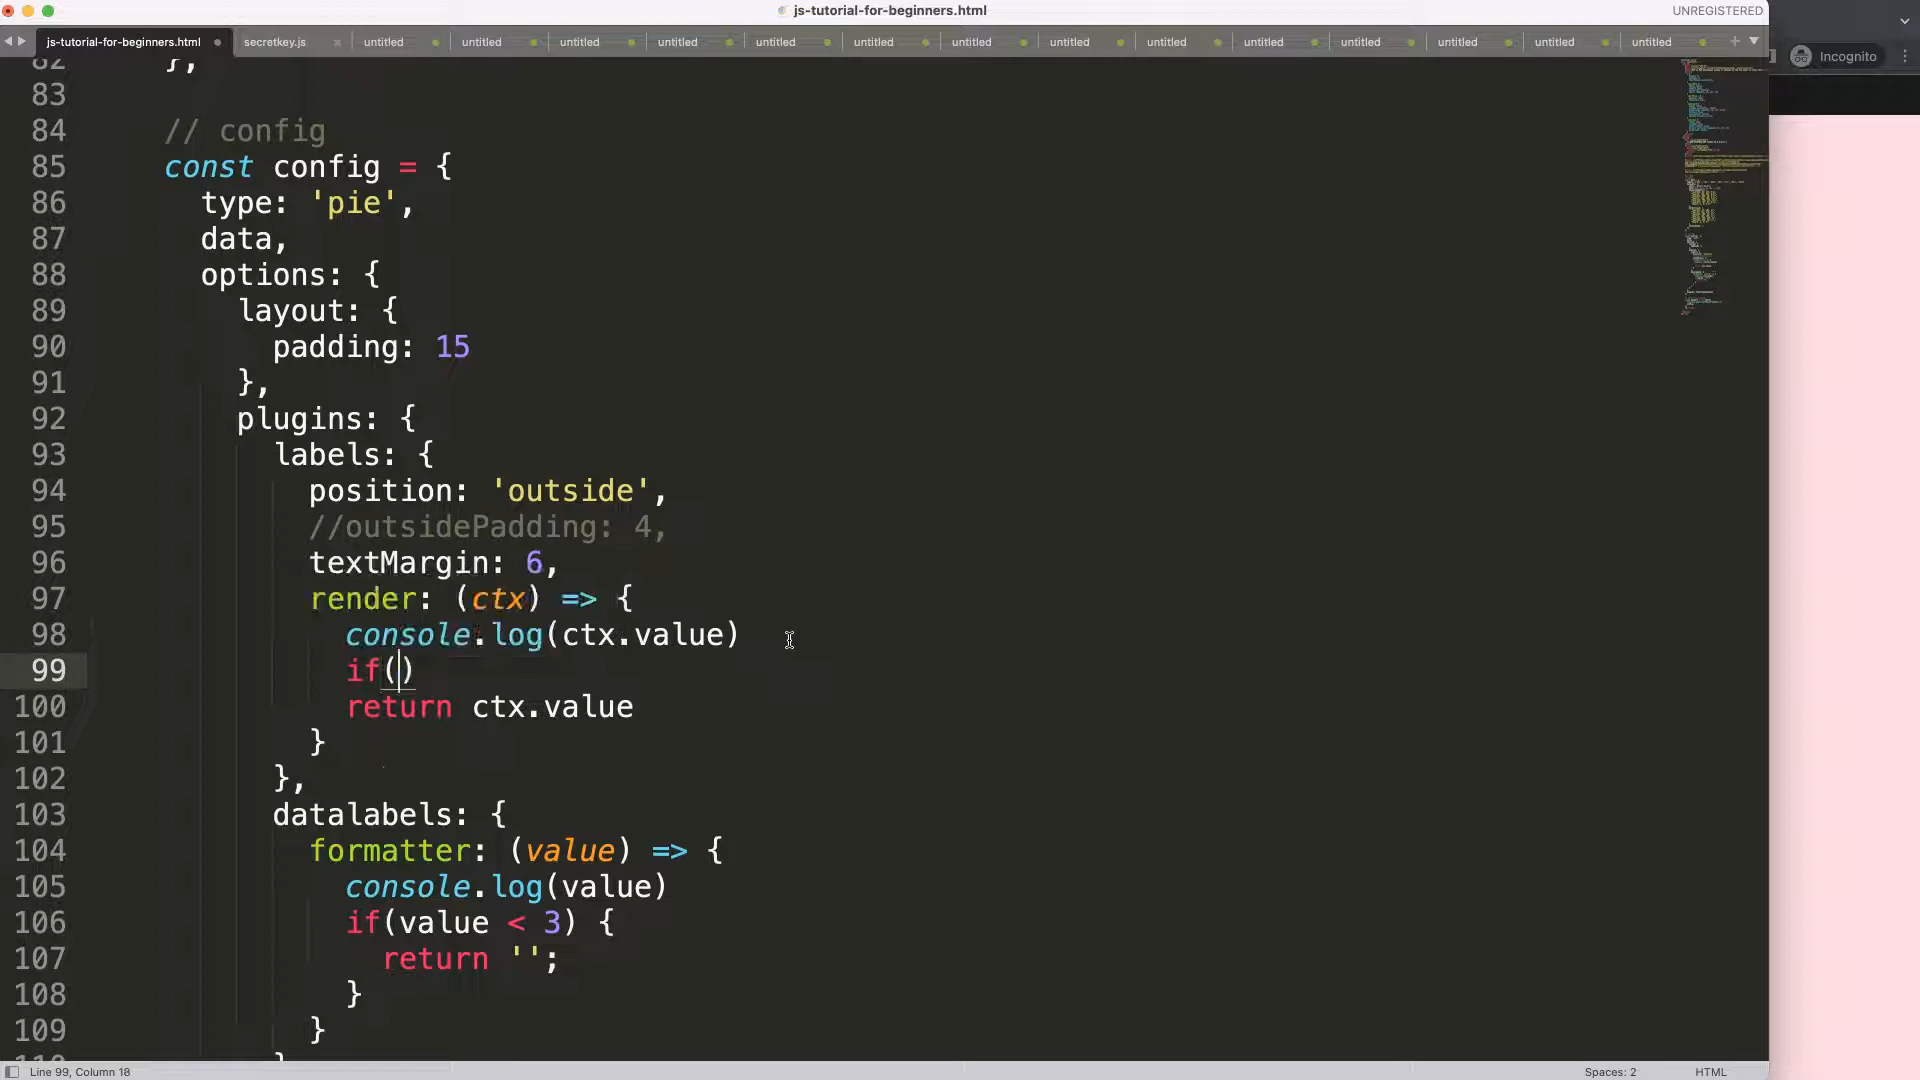 js-tutorial-for-beginners.html
UNREGISTERED
js-tutorial-for-beginners.html secretkey.js untitled untitled untitled untitled untitled untitled untitled untitled untitled untitled untitled untitled untitled untitled
Incognito
82 },
83
84 // config
85 const config = {
86 type: 'pie',
87 data,
88 options: {
89 layout: {
90 padding: 15
91 },
92 plugins: {
93 labels: {
94 position: 'outside',
95 //outsidePadding: 4,
96 textMargin: 6,
97 render: (ctx) => {
98 console.log(ctx.value)
99 if()
100 return ctx.value
101 }
102 },
103 datalabels: {
104 formatter: (value) => {
105 console.log(value)
106 if(value < 3) {
107 return '';
108 }
109 }
110 }
Line 99, Column 18
Spaces: 2
HTML